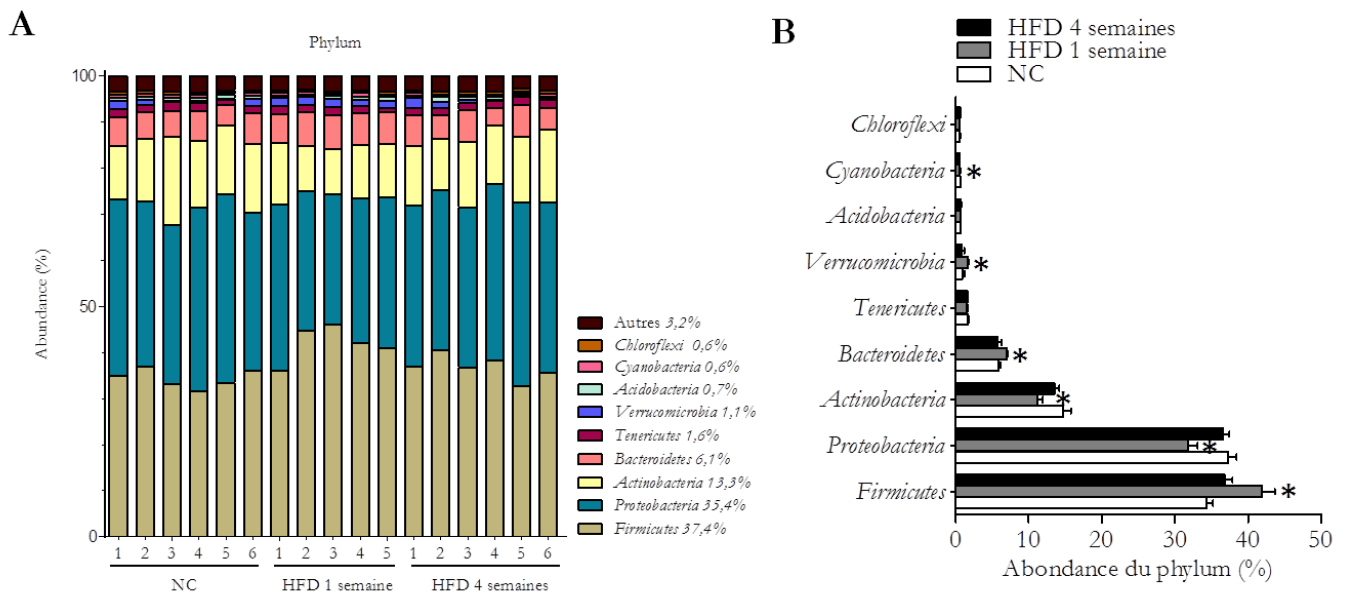 A
Phylum
Abundance (%)
100
50
0
1 2 3 4 5 6 1 2 3 4 5 1 2 3 4 5 6
NC HFD 1 semaine HFD 4 semaines
Autres 3,2%
Chloroflexi 0,6%
Cyanobacteria 0,6%
Acidobacteria 0,7%
Verrucomicrobia 1,1%
Tenericutes 1,6%
Bacteroidetes 6,1%
Actinobacteria 13,3%
Proteobacteria 35,4%
Firmicutes 37,4%
B
HFD 4 semaines
HFD 1 semaine
NC
Chloroflexi
Cyanobacteria *
Acidobacteria
Verrucomicrobia *
Tenericutes
Bacteroidetes *
Actinobacteria *
Proteobacteria *
Firmicutes *
0 10 20 30 40 50
Abondance du phylum (%)